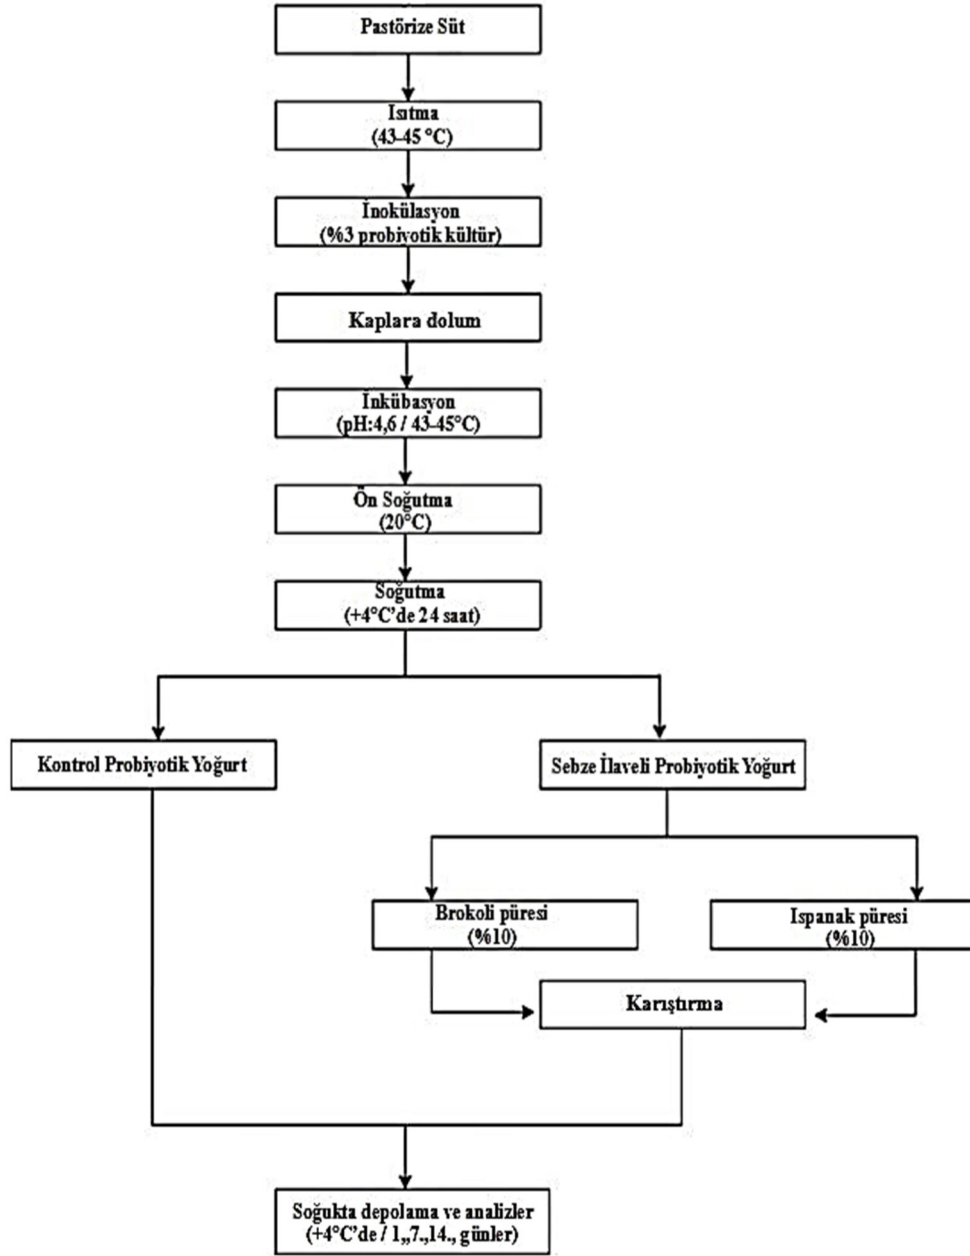 Pastörize Süt
Isıtma
(43-45 °C)
İnokülasyon
(%3 probiyotik kültür)
Kaplara dolum
İnkübasyon
(pH:4,6 / 43-45°C)
Ön Soğutma
(20°C)
Soğutma
(+4°C'de 24 saat)
Kontrol Probiyotik Yoğurt
Sebze İlaveli Probiyotik Yoğurt
Brokoli püresi
(%10)
Ispanak püresi
(%10)
Karıştırma
Soğukta depolama ve analizler
(+4°C'de / 1,,7.,14., günler)